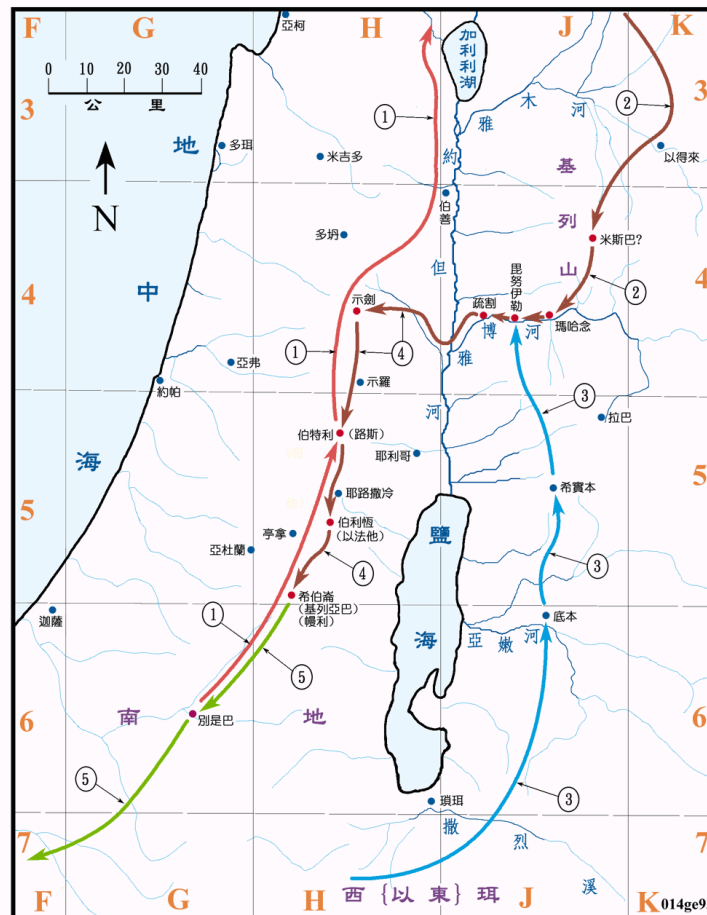 F G H J K
亞柯
0 10 20 30 40
公 里
加利利湖
3
3
地
多珥
米吉多
①
雅 木 河
②
以得來
N
約
伯善
基列山
多坍
米斯巴?
中
但
②
4
4
示劍
疏割
毘努伊勒
瑪哈念
①
④
雅 博 河
亞弗
示羅
約帕
河
③
拉巴
伯特利 (路斯)
海
耶利哥
5
5
希實本
耶路撒冷
亭拿
伯利恆
(以法他)
亞杜蘭
鹽
③
④
希伯崙
(基列亞巴)
(幔利)
迦薩
底本
①
⑤
海
亞嫩河
南 地
別是巴
6
6
⑤
瑣珥
③
撒烈溪
7
7
西{以東}珥
F G H J K
014ge9